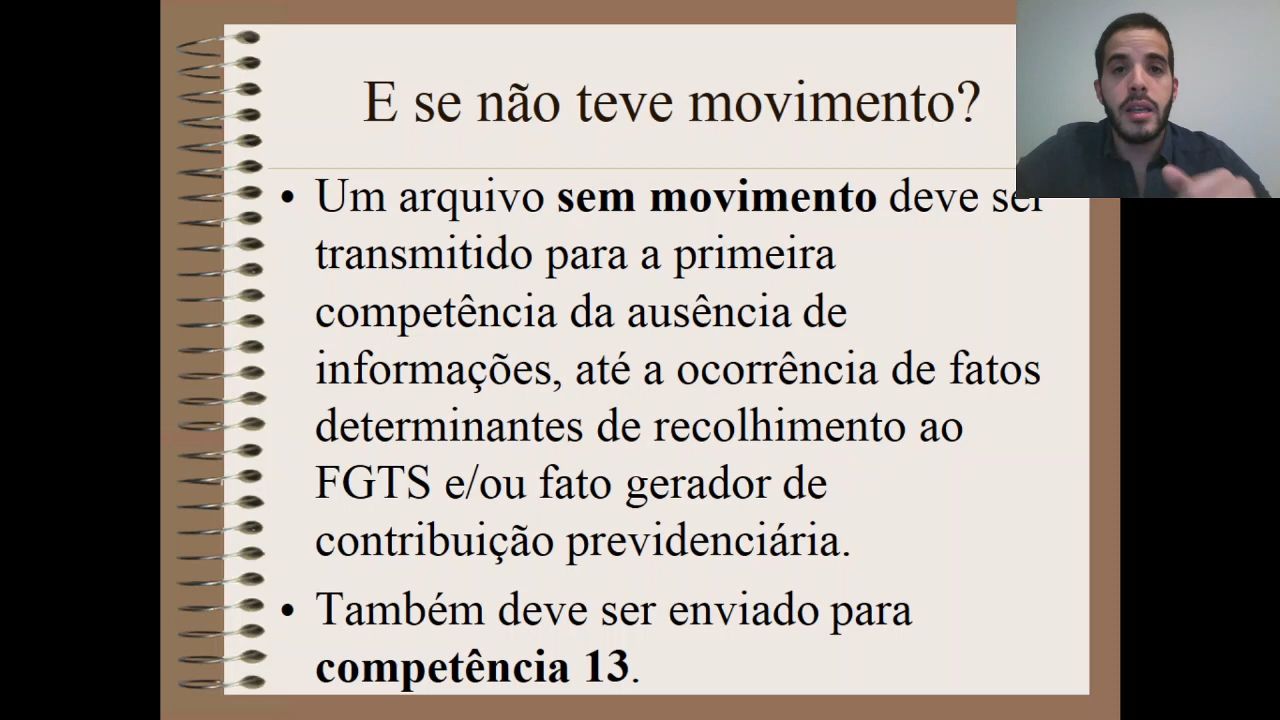 E se não teve movimento?
• Um arquivo sem movimento deve ser
transmitido para a primeira
competência da ausência de
informações, até a ocorrência de fatos
determinantes de recolhimento ao
FGTS e/ou fato gerador de
contribuição previdenciária.
• Também deve ser enviado para
competência 13.